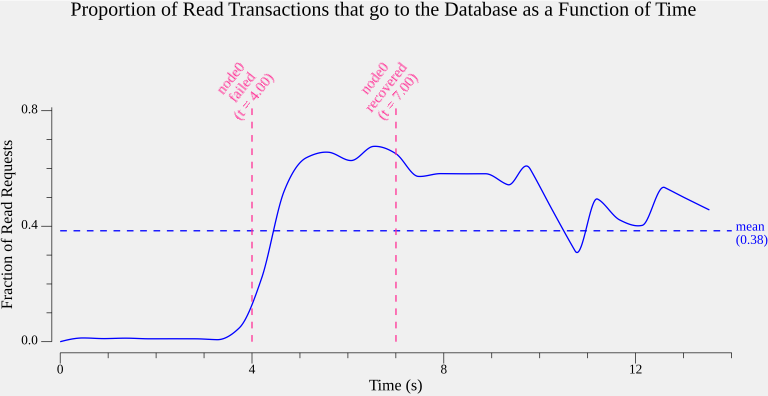 Proportion of Read Transactions that go to the Database as a Function of Time
node0
failed
(t = 4.00)
node0
recovered
(t = 7.00)
Fraction of Read Requests
0.8
0.4
0.0
mean
(0.38)
0
4
8
12
Time (s)